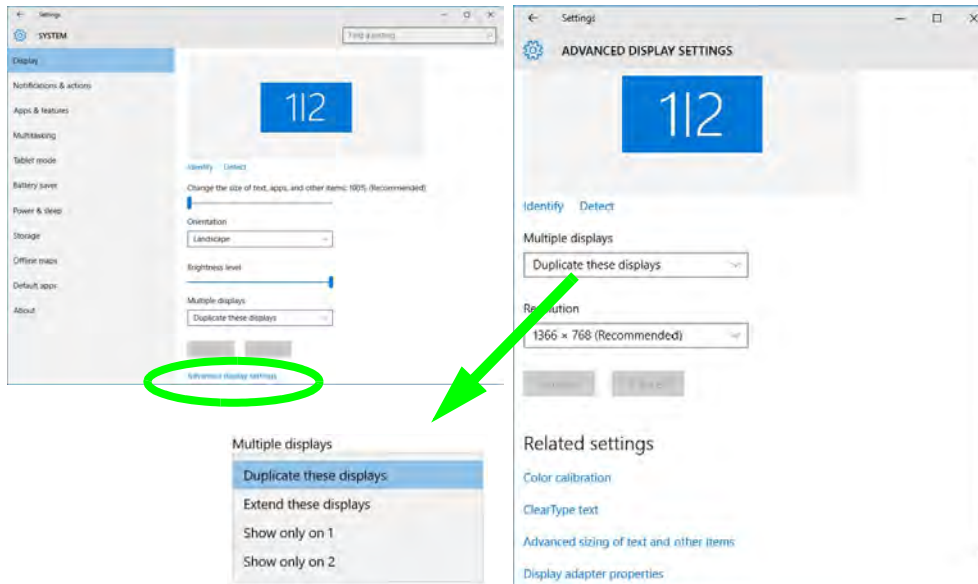 Settings
SYSTEM
Find a setting
Display
Notifications & actions
Apps & features
Multitasking
Tablet mode
Battery saver
Power & sleep
Storage
Offline maps
Default apps
About
1|2
Identify Detect
Change the size of text, apps, and other items: 100% (Recommended)
Orientation
Landscape
Brightness level
Multiple displays
Duplicate these displays
Advanced display settings
Settings
ADVANCED DISPLAY SETTINGS
1|2
Identify Detect
Multiple displays
Duplicate these displays
Resolution
1366 × 768 (Recommended)
Related settings
Color calibration
ClearType text
Advanced sizing of text and other items
Display adapter properties
Multiple displays
Duplicate these displays
Extend these displays
Show only on 1
Show only on 2